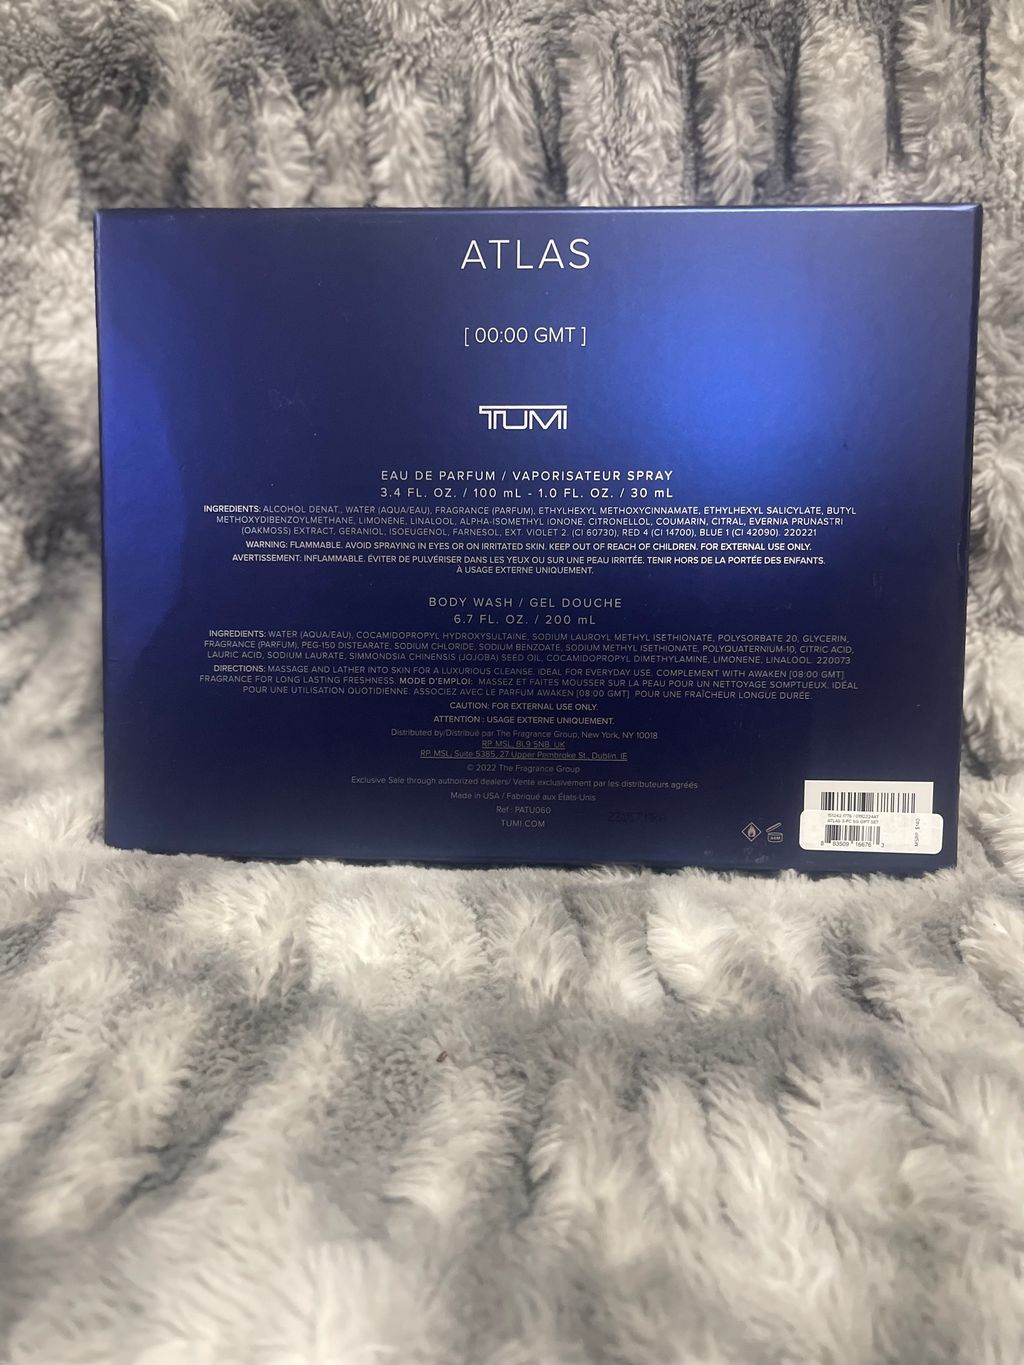 ATLAS
[ 00:00 GMT ]
TUMI
EAU DE PARFUM / VAPORISATEUR SPRAY
3.4 FL. OZ. / 100 mL - 1.0 FL. OZ. / 30 mL
INGREDIENTS: ALCOHOL DENAT., WATER (AQUA/EAU), FRAGRANCE (PARFUM), ETHYLHEXYL METHOXYCINNAMATE, ETHYLHEXYL SALICYLATE, BUTYL
METHOXYDIBENZOYLMETHANE, LIMONENE, LINALOOL, ALPHA-ISOMETHYL IONONE, CITRONELLOL, COUMARIN, CITRAL, EVERNIA PRUNASTRI
(OAKMOSS) EXTRACT, GERANIOL, ISOEUGENOL, FARNESOL, EXT. VIOLET 2. (CI 60730), RED 4 (CI 14700), BLUE 1 (CI 42090). 220221
WARNING: FLAMMABLE. AVOID SPRAYING IN EYES OR ON IRRITATED SKIN. KEEP OUT OF REACH OF CHILDREN. FOR EXTERNAL USE ONLY.
AVERTISSEMENT: INFLAMMABLE. ÉVITER DE PULVÉRISER DANS LES YEUX OU SUR UNE PEAU IRRITÉE. TENIR HORS DE LA PORTÉE DES ENFANTS.
À USAGE EXTERNE UNIQUEMENT.
BODY WASH / GEL DOUCHE
6.7 FL. OZ. / 200 mL
INGREDIENTS: WATER (AQUA/EAU), COCAMIDOPROPYL HYDROXYSULTAINE, SODIUM LAUROYL METHYL ISETHIONATE, POLYSORBATE 20, GLYCERIN,
FRAGRANCE (PARFUM), PEG-150 DISTEARATE, SODIUM CHLORIDE, SODIUM BENZOATE, SODIUM METHYL ISETHIONATE, POLYQUATERNIUM-10, CITRIC ACID,
LAURIC ACID, SODIUM LAURATE, SIMMONDSIA CHINENSIS (JOJOBA) SEED OIL, COCAMIDOPROPYL DIMETHYLAMINE, LIMONENE, LINALOOL. 220073
DIRECTIONS: MASSAGE AND LATHER INTO SKIN FOR A LUXURIOUS CLEANSE. IDEAL FOR EVERYDAY USE. COMPLEMENT WITH AWAKEN [08:00 GMT]
FRAGRANCE FOR LONG LASTING FRESHNESS. MODE D'EMPLOI: MASSEZ ET FAITES MOUSSER SUR LA PEAU POUR UN NETTOYAGE SOMPTUEUX. IDÉAL
POUR UNE UTILISATION QUOTIDIENNE. ASSOCIEZ AVEC LE PARFUM AWAKEN [08:00 GMT] POUR UNE FRAÎCHEUR LONGUE DURÉE.
CAUTION: FOR EXTERNAL USE ONLY.
ATTENTION : USAGE EXTERNE UNIQUEMENT.
Distributed by/Distribué par The Fragrance Group, New York, NY 10018
RP. MSL, BL9 5NB. UK
RP. MSL, Suite 5385, 27 Upper Pembroke St., Dublin, IE
© 2022 The Fragrance Group
Exclusive Sale through authorized dealers/ Vente exclusivement par les distributeurs agréés
Made in USA / Fabriqué aux États-Unis
Ref : PATU060
TUMI.COM
ATLAS 3-PC SG GIFT SET
MSRP: $140
8 83509 16676 3